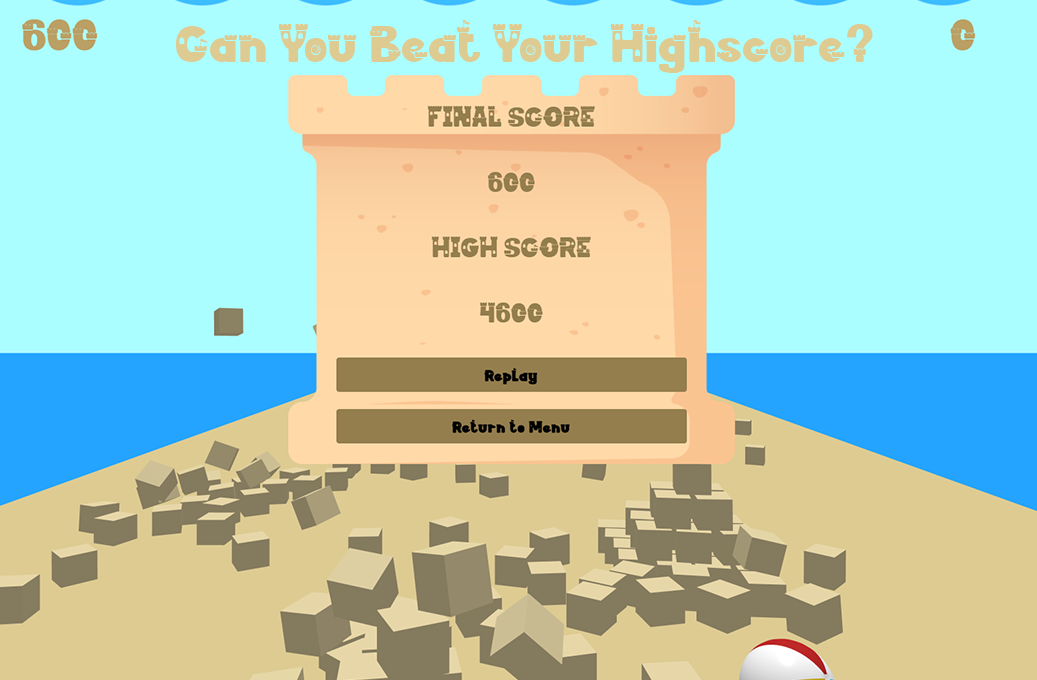 600
Can You Beat Your Highscore?
0
FINAL SCORE
600
HIGH SCORE
4600
Replay
Return to Menu